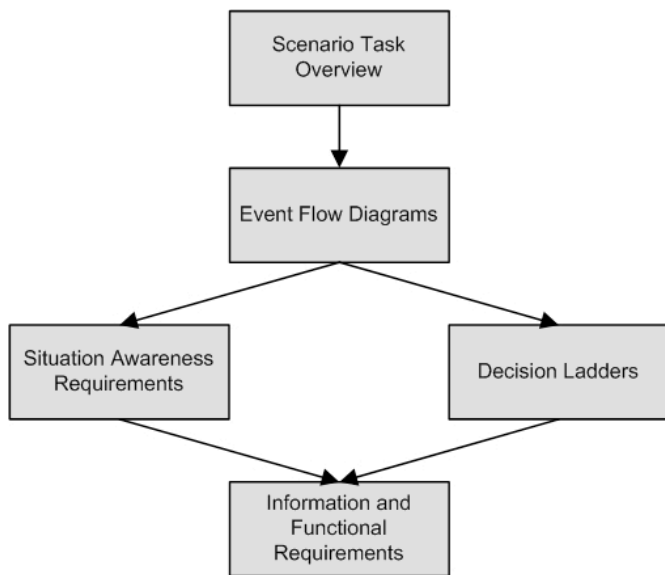 Scenario Task
Overview
Event Flow Diagrams
Situation Awareness
Requirements
Decision Ladders
Information and
Functional
Requirements